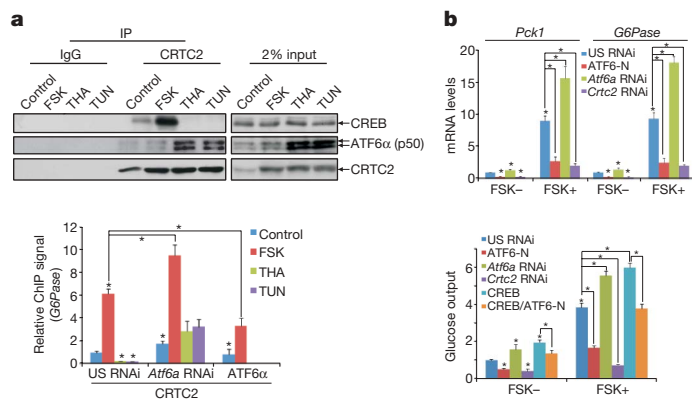 a
IP
IgG
CRTC2
2% input
Control
FSK
THA
TUN
Control
FSK
THA
TUN
Control
FSK
THA
TUN
CREB
ATF6α (p50)
CRTC2
Relative ChIP signal
(G6Pase)
12
10
8
6
4
2
0
*
*
*
*
*
*
*
*
Control
FSK
THA
TUN
US RNAi
Atf6a RNAi
ATF6α
CRTC2
b
Pck1
G6Pase
mRNA levels
20
15
10
5
0
US RNAi
ATF6-N
Atf6a RNAi
Crtc2 RNAi
FSK–
FSK+
FSK–
FSK+
Glucose output
6
4
2
0
US RNAi
ATF6-N
Atf6a RNAi
Crtc2 RNAi
CREB
CREB/ATF6-N
FSK–
FSK+